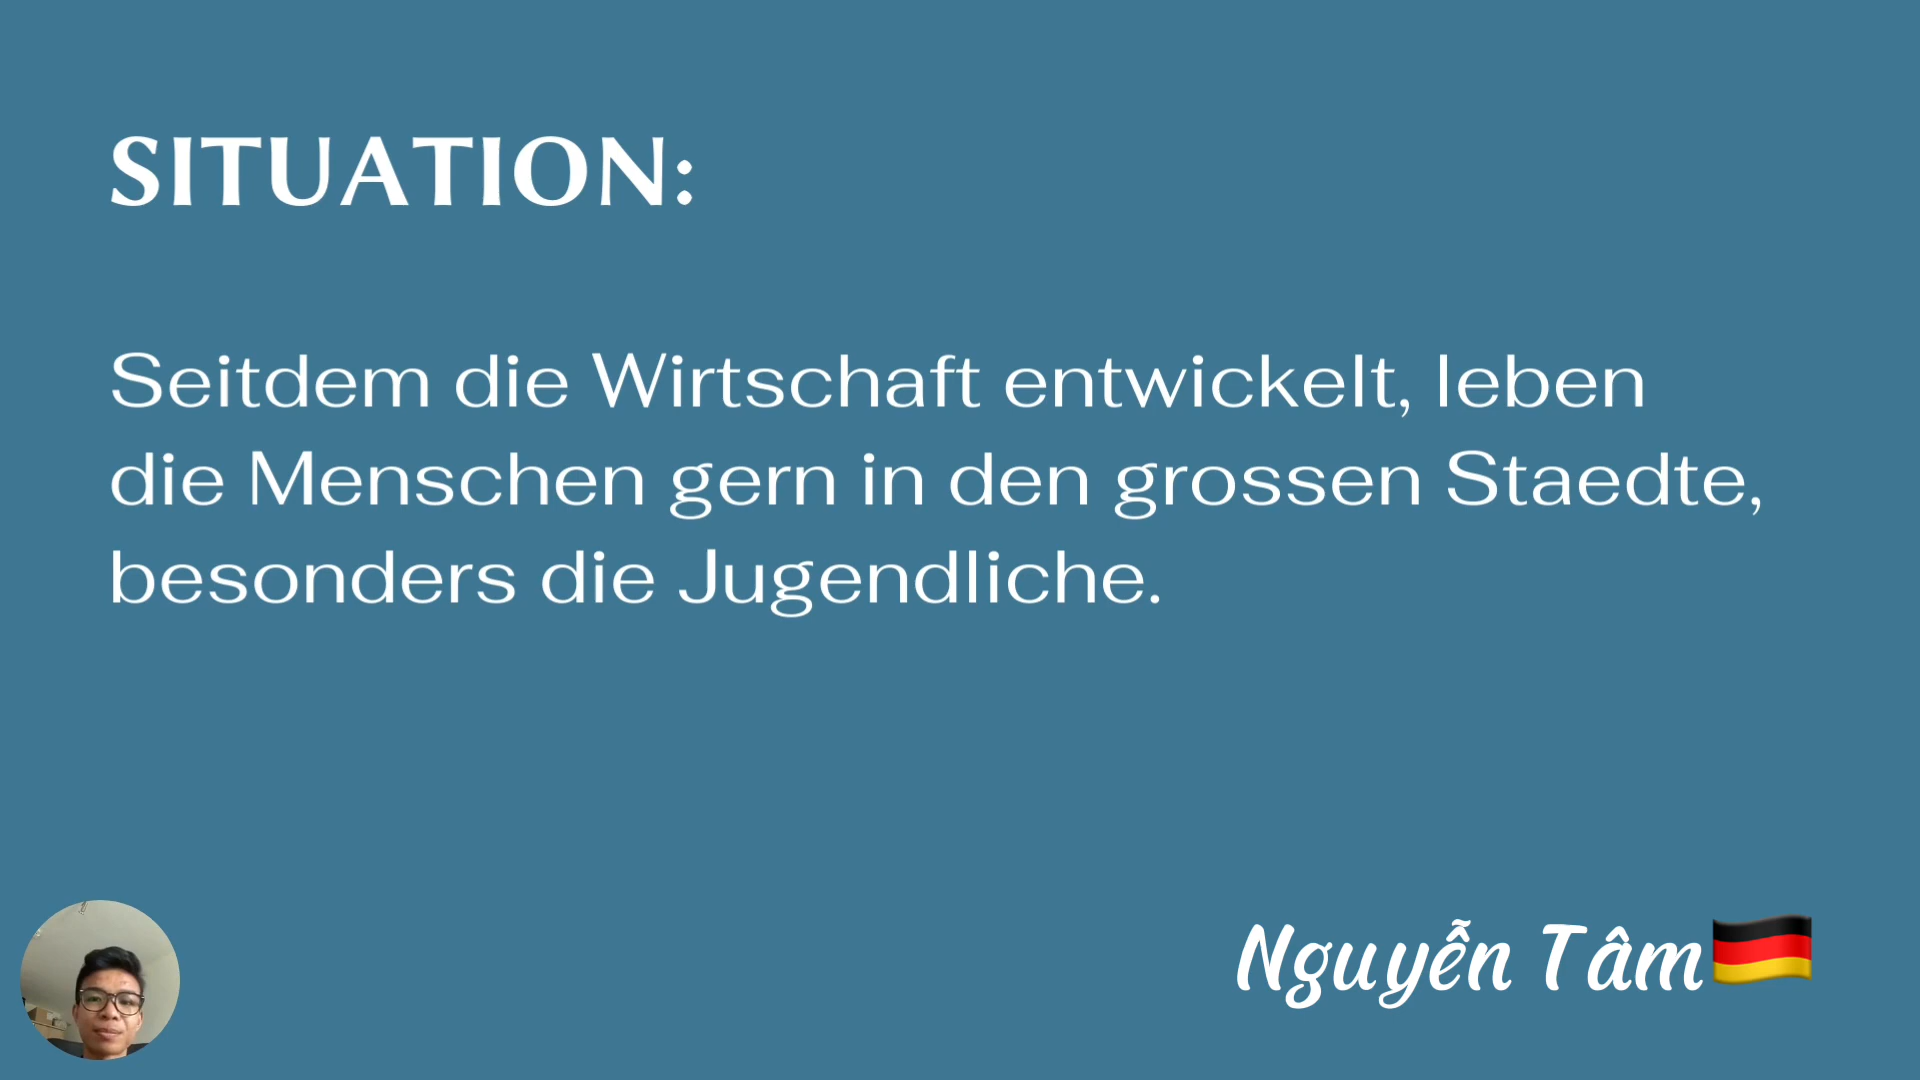 SITUATION:
Seitdem die Wirtschaft entwickelt, leben
die Menschen gern in den grossen Staedte,
besonders die Jugendliche.
Nguyễn Tâm